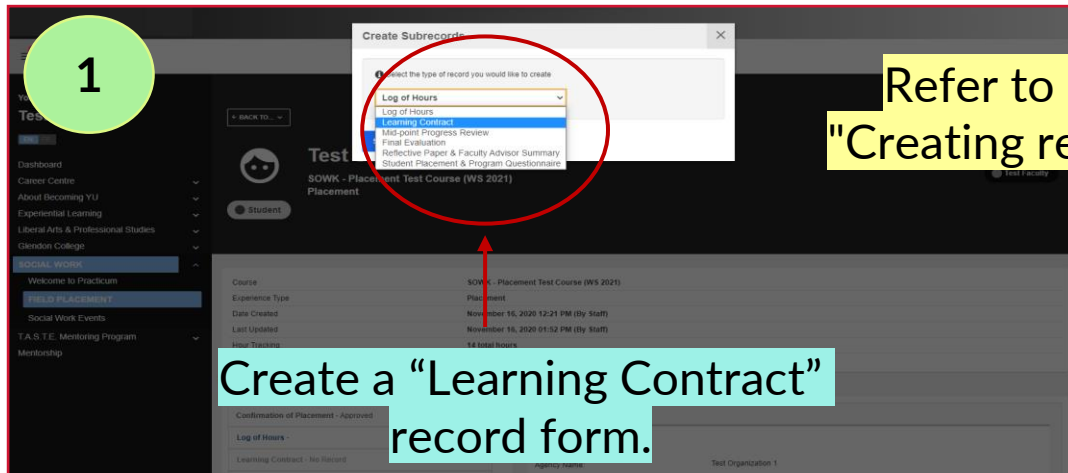 1
Create Subrecords
Select the type of record you would like to create
Log of Hours
Log of Hours
Learning Contract
Mid-point Progress Review
Final Evaluation
Reflective Paper & Faculty Advisor Summary
Student Placement & Program Questionnaire
Refer to
"Creating re
BACK TO...
Test
SOWK - Placement Test Course (WS 2021)
Placement
Student
Test Faculty
EN
Dashboard
Career Centre
About Becoming YU
Experiential Learning
Liberal Arts & Professional Studies
Glendon College
SOCIAL WORK
Welcome to Practicum
FIELD PLACEMENT
Social Work Events
T.A.S.T.E. Mentoring Program
Mentorship
Course SOWK - Placement Test Course (WS 2021)
Experience Type Placement
Date Created November 16, 2020 12:21 PM (By Staff)
Last Updated November 18, 2020 01:52 PM (By Staff)
Hour Tracking 14 total hours
Create a “Learning Contract”
record form.
Confirmation of Placement - Approved
Log of Hours -
Learning Contract - No Record
Agency Name: Test Organization 1